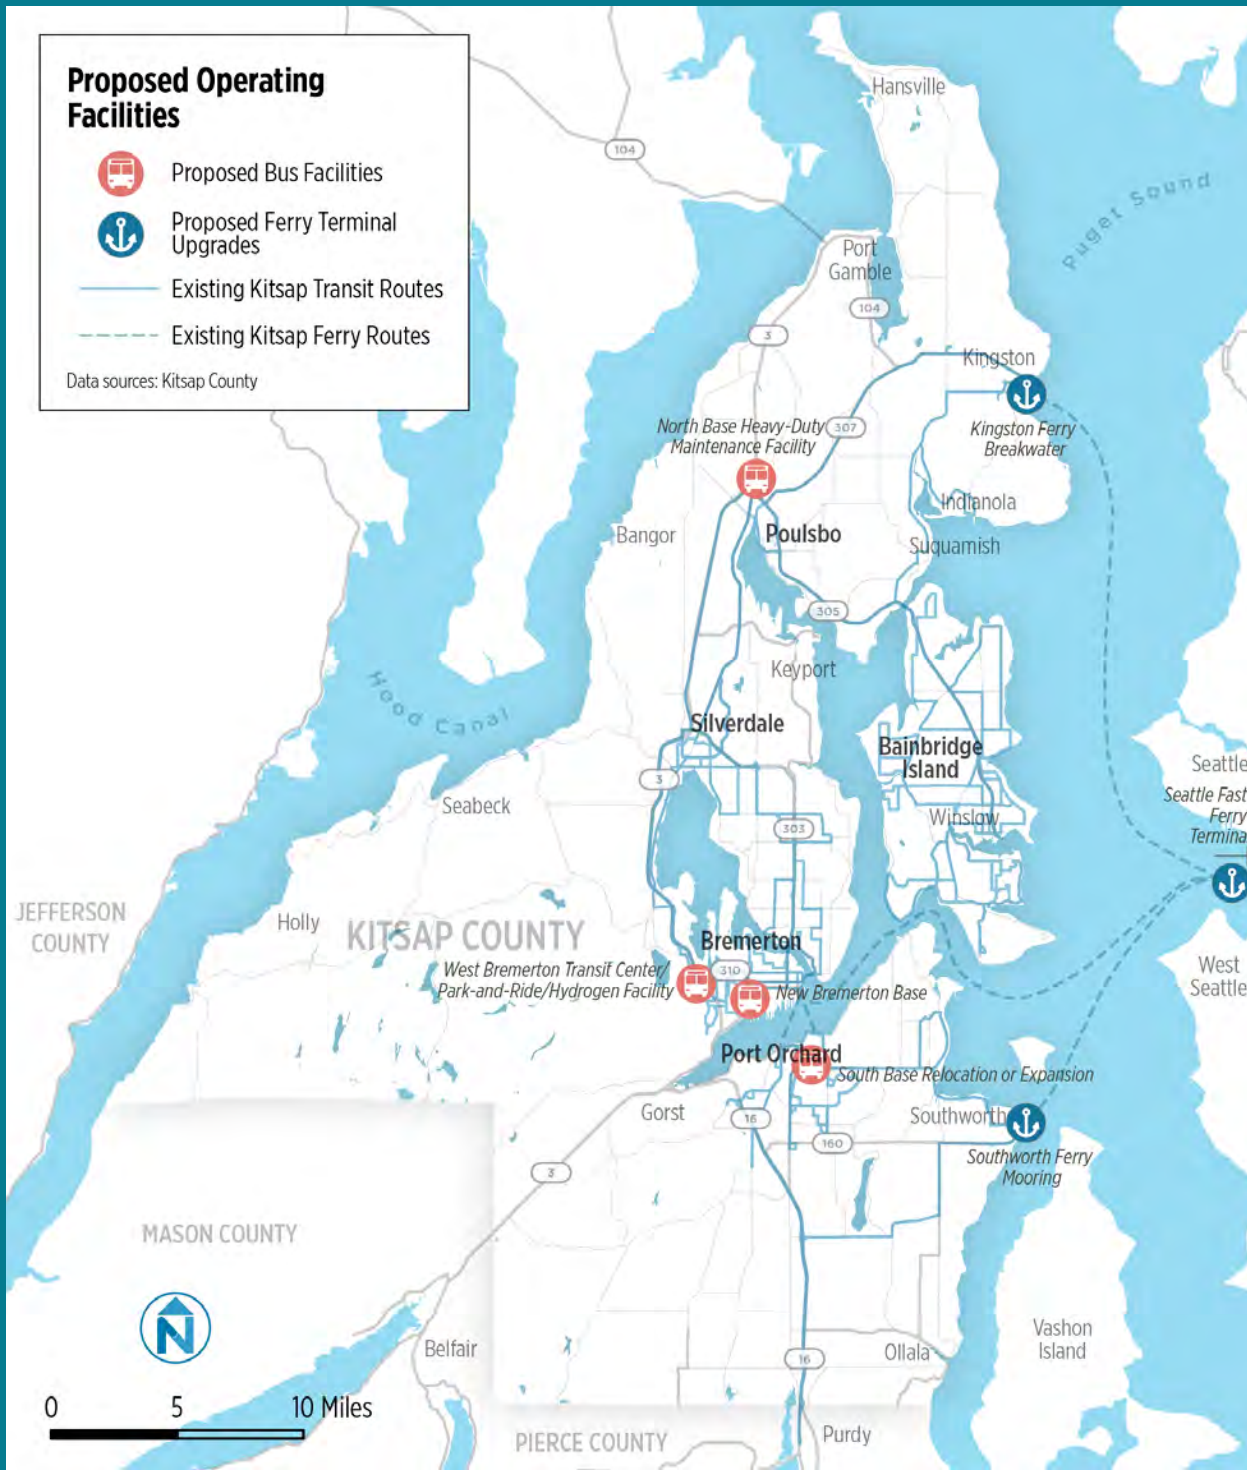 Proposed Operating
Facilities
Proposed Bus Facilities
Proposed Ferry Terminal
Upgrades
Existing Kitsap Transit Routes
Existing Kitsap Ferry Routes
Data sources: Kitsap County
Hansville
104
Puget Sound
Port
Gamble
104
3
Kingston
Kingston Ferry
Breakwater
307
North Base Heavy-Duty
Maintenance Facility
Indianola
Bangor
Poulsbo
Suquamish
305
Keyport
Hood Canal
Silverdale
Bainbridge
Island
3
Seabeck
Winslow
303
Seattle
Seattle Fast
Ferry
Termina
JEFFERSON
COUNTY
Holly
KITSAP COUNTY
Bremerton
West Bremerton Transit Center/
Park-and-Ride/Hydrogen Facility
310
New Bremerton Base
West
Seattle
Port Orchard
South Base Relocation or Expansion
Gorst
16
160
Southworth
Southworth Ferry
Mooring
3
MASON COUNTY
N
Belfair
Vashon
Island
Ollala
16
0 5 10 Miles
PIERCE COUNTY
Purdy